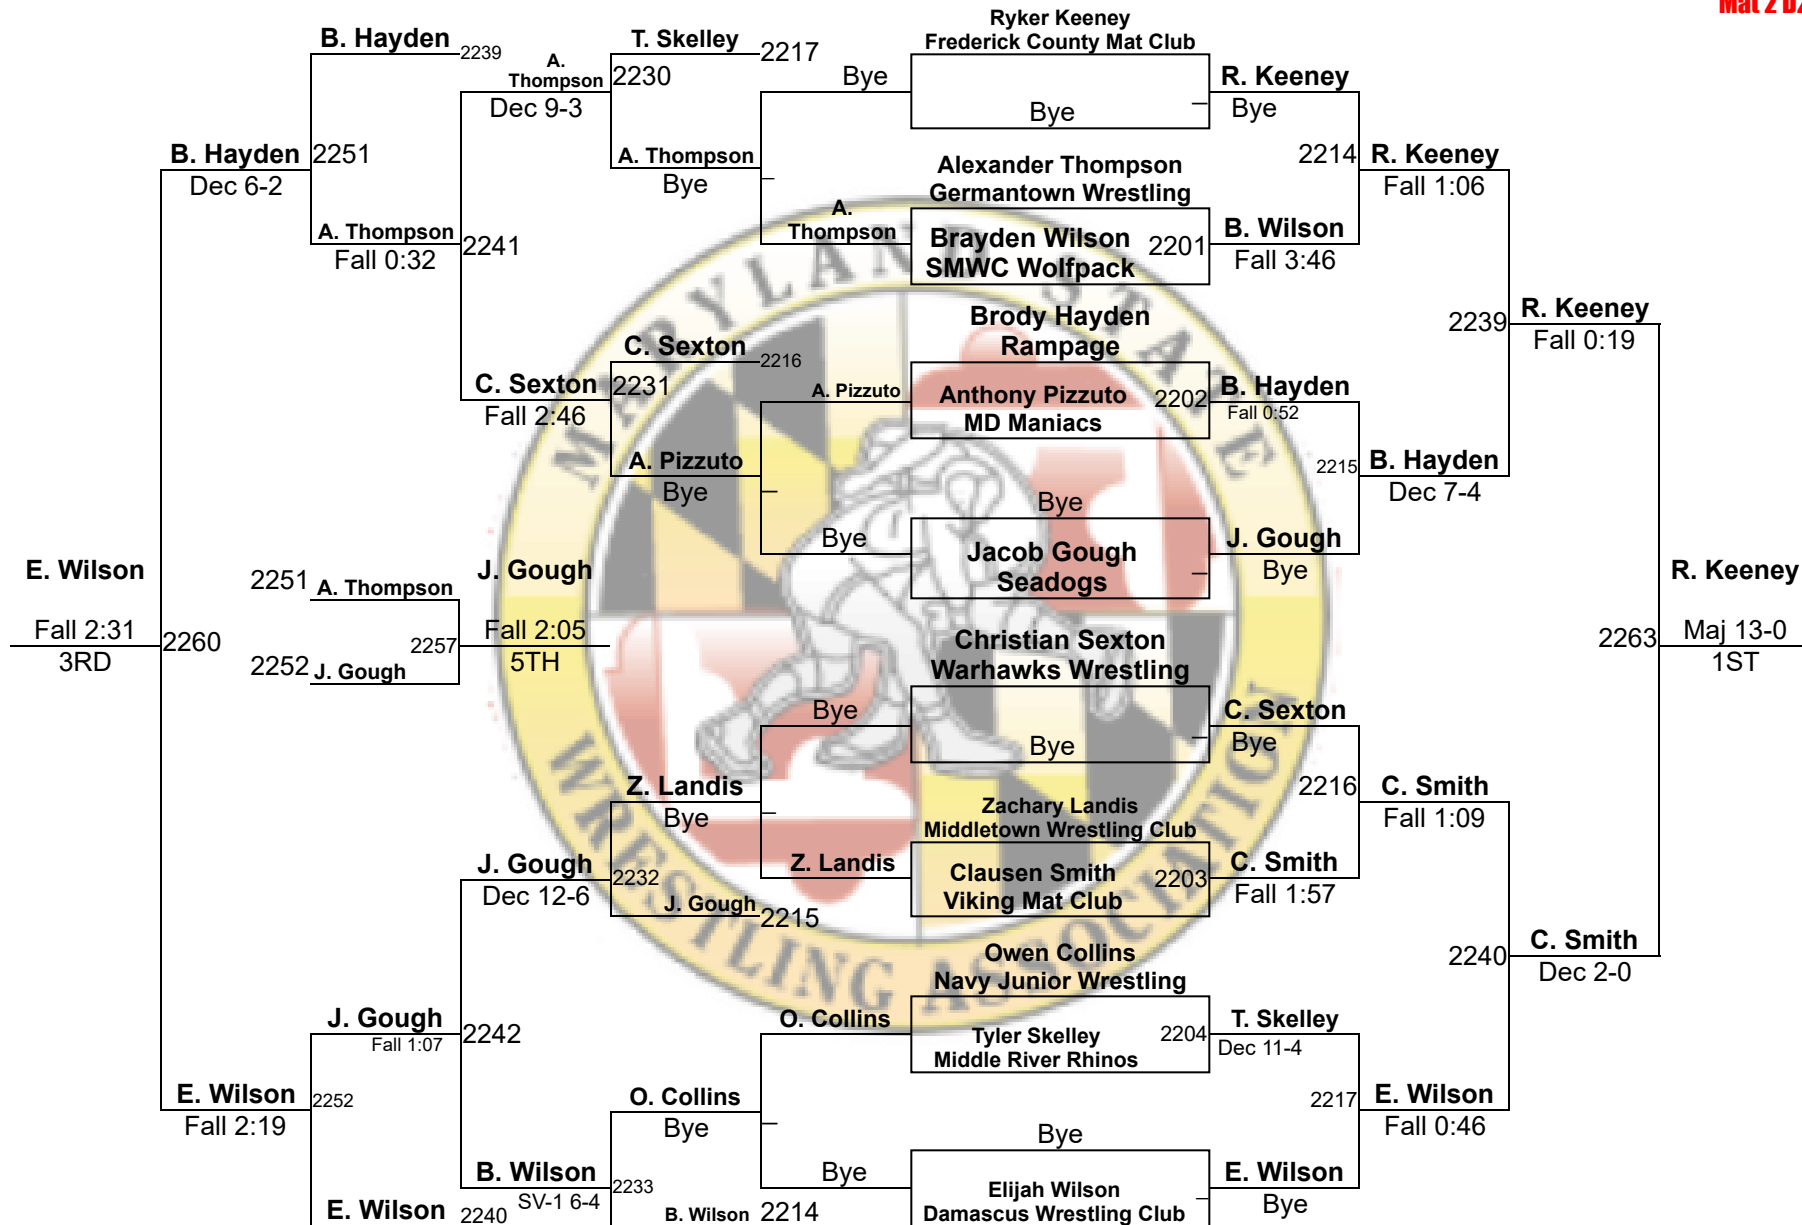 Mat 2
B. Hayden
2239
A.
Thompson
Dec 9-3
T. Skelley
2217
2230
Bye
Ryker Keeney
Frederick County Mat Club
Bye
R. Keeney
Bye
B. Hayden
Dec 6-2
2251
A. Thompson
Bye
2214
R. Keeney
Fall 1:06
Alexander Thompson
Germantown Wrestling
A. Thompson
Fall 0:32
2241
A.
Thompson
Brayden Wilson
SMWC Wolfpack
2201
B. Wilson
Fall 3:46
MARYLAND STATE
WRESTLING ASSOCIATION
Brody Hayden
Rampage
2239
R. Keeney
Fall 0:19
C. Sexton
2216
C. Sexton
Fall 2:46
2231
A. Pizzuto
Anthony Pizzuto
MD Maniacs
2202
B. Hayden
Fall 0:52
A. Pizzuto
Bye
2215
B. Hayden
Dec 7-4
Bye
Bye
Jacob Gough
Seadogs
J. Gough
Bye
E. Wilson
Fall 2:31
3RD
2260
2251
A. Thompson
2252
J. Gough
2257
J. Gough
Fall 2:05
5TH
R. Keeney
2263
Maj 13-0
1ST
Christian Sexton
Warhawks Wrestling
Bye
Bye
C. Sexton
Bye
Z. Landis
Bye
2216
C. Smith
Fall 1:09
Zachary Landis
Middletown Wrestling Club
J. Gough
Dec 12-6
2232
Z. Landis
Clausen Smith
Viking Mat Club
2203
C. Smith
Fall 1:57
J. Gough
2215
2240
C. Smith
Dec 2-0
Owen Collins
Navy Junior Wrestling
J. Gough
Fall 1:07
2242
O. Collins
Tyler Skelley
Middle River Rhinos
2204
T. Skelley
Dec 11-4
E. Wilson
Fall 2:19
2252
O. Collins
Bye
2217
E. Wilson
Fall 0:46
Bye
B. Wilson
SV-1 6-4
2233
Bye
Elijah Wilson
Damascus Wrestling Club
E. Wilson
Bye
E. Wilson
2240
B. Wilson
2214